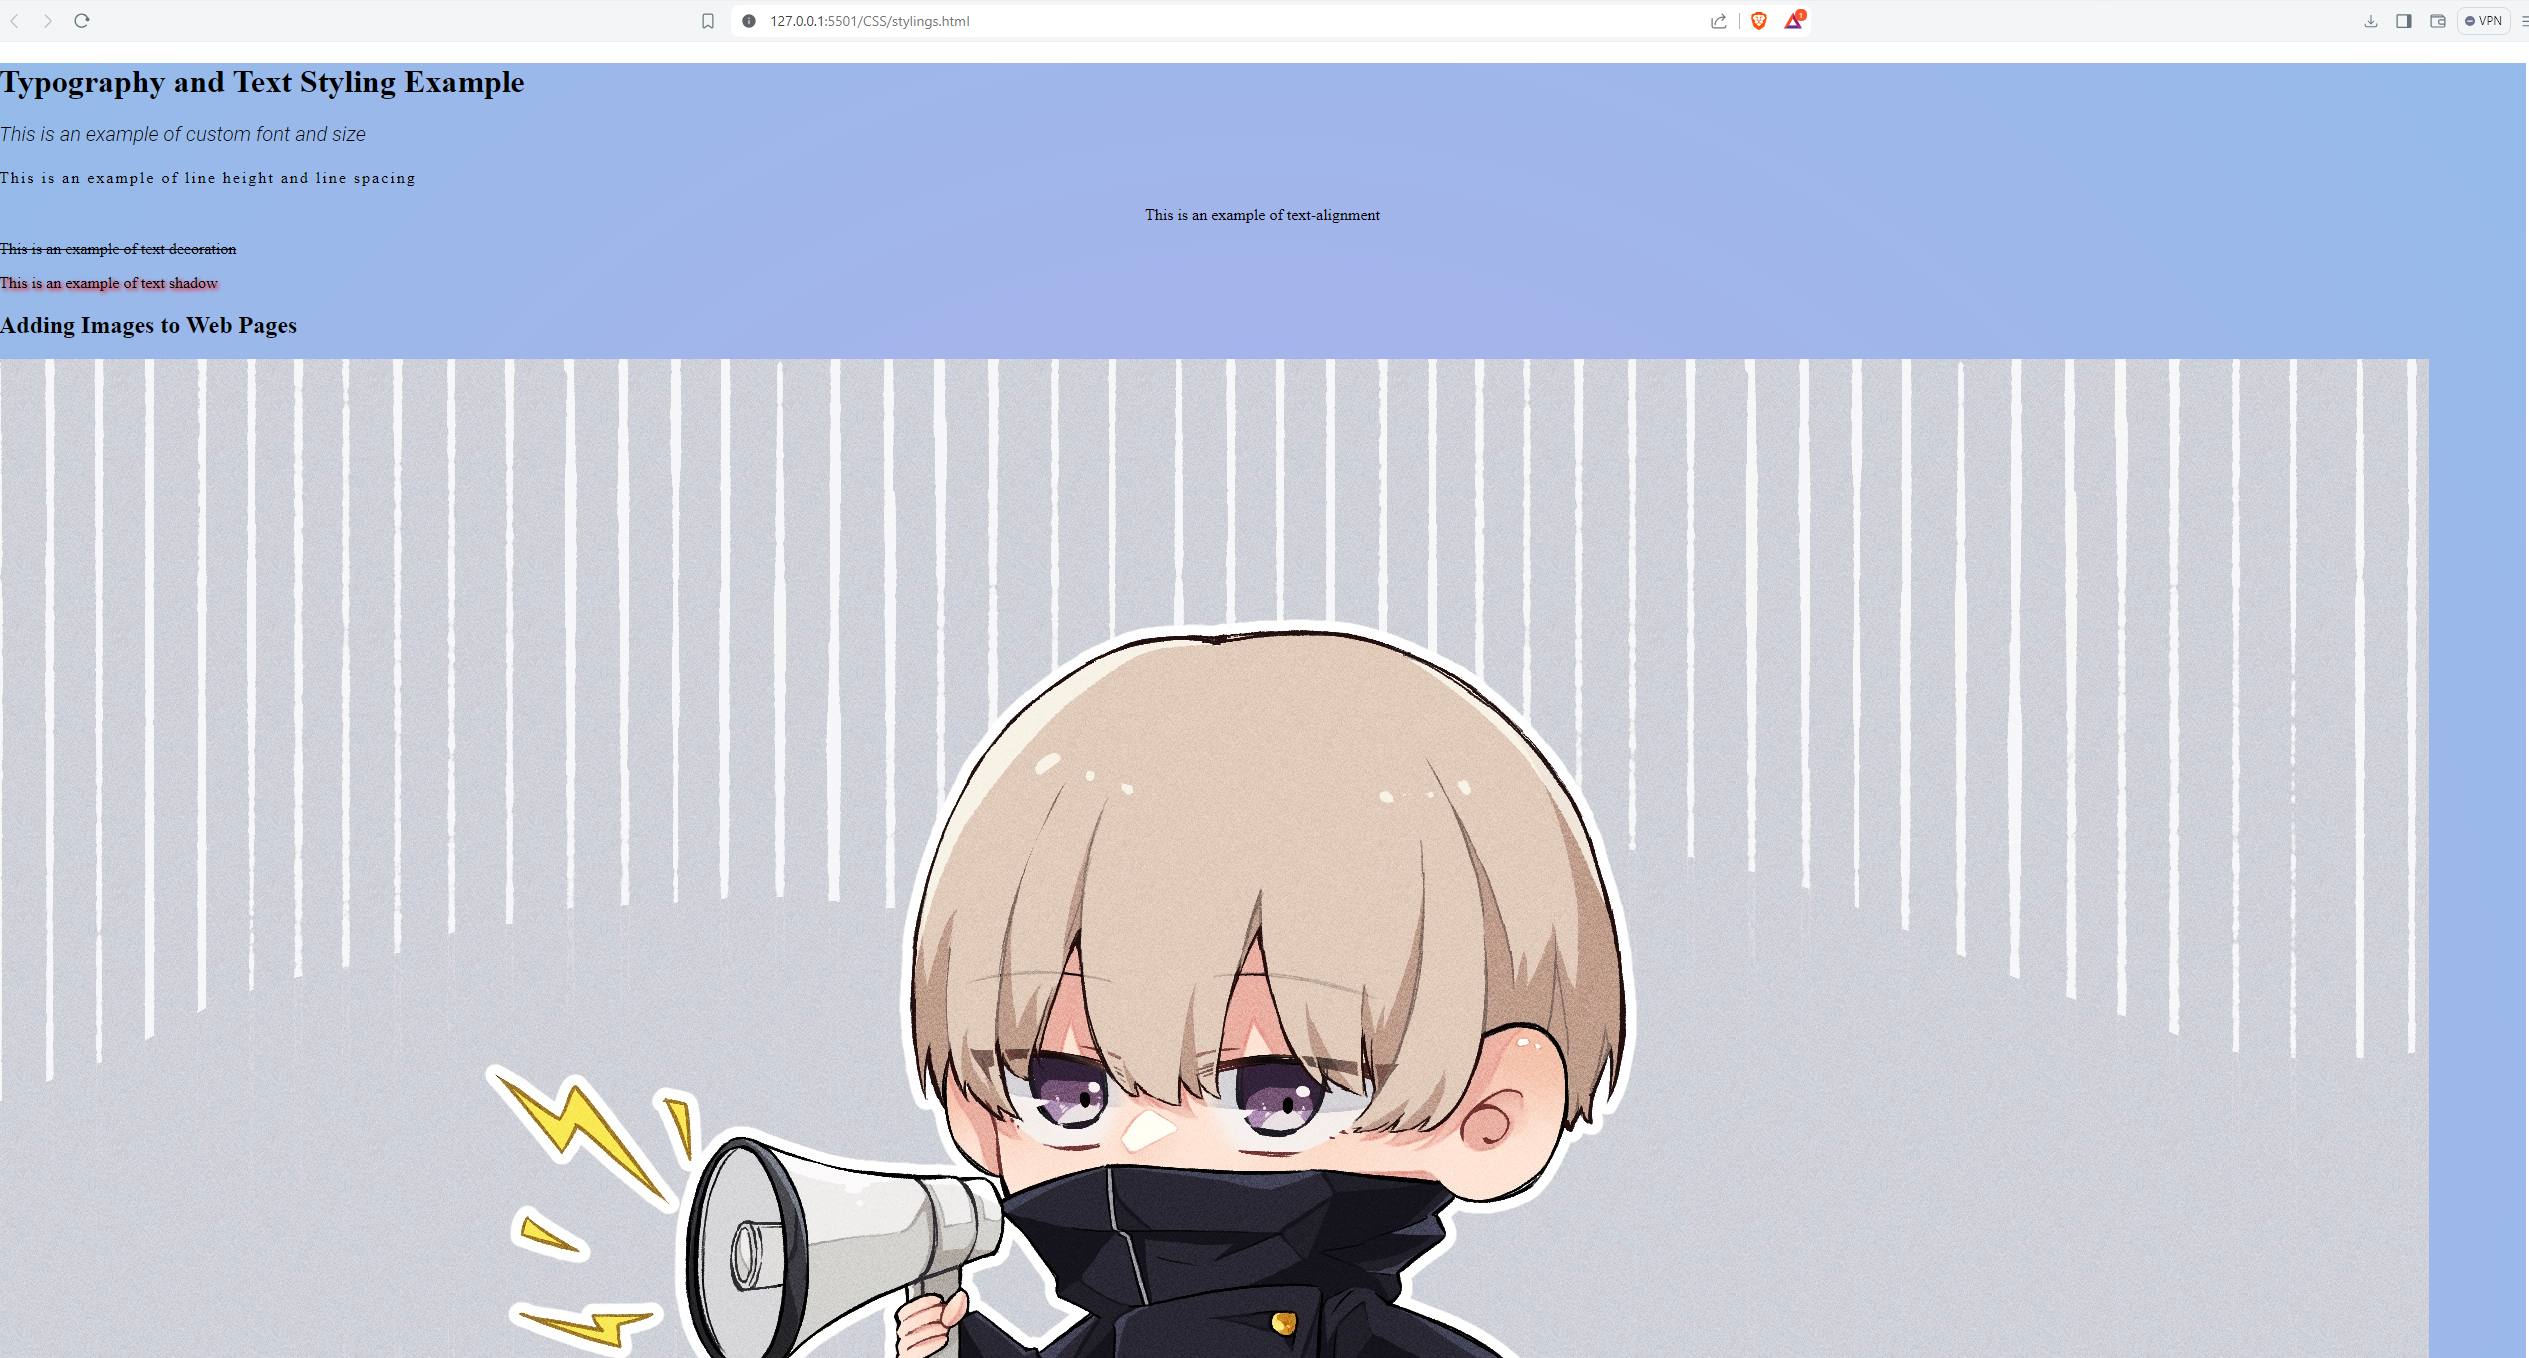 127.0.0.1:5501/CSS/stylings.html
1
VPN
Typography and Text Styling Example
This is an example of custom font and size
This is an example of line height and line spacing
This is an example of text-alignment
This is an example of text decoration
This is an example of text shadow
Adding Images to Web Pages